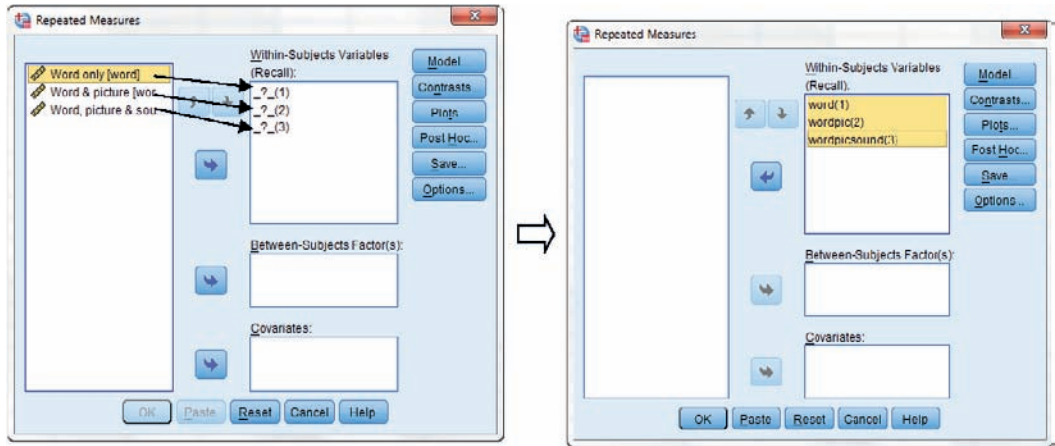 Repeated Measures
Word only [word]
Word & picture [wor
Word, picture & sou
Within-Subjects Variables
(Recall):
_?_(1)
_?_(2)
_?_(3)
Between-Subjects Factor(s):
Covariates:
Model
Contrasts
Plots
Post Hoc...
Save...
Options...
OK
Paste
Reset
Cancel
Help
Repeated Measures
Within-Subjects Variables
(Recall):
word(1)
wordpic(2)
wordpicsound(3)
Between-Subjects Factor(s):
Covariates:
Model
Contrasts...
Plots...
Post Hoc...
Save
Options...
OK
Paste
Reset
Cancel
Help